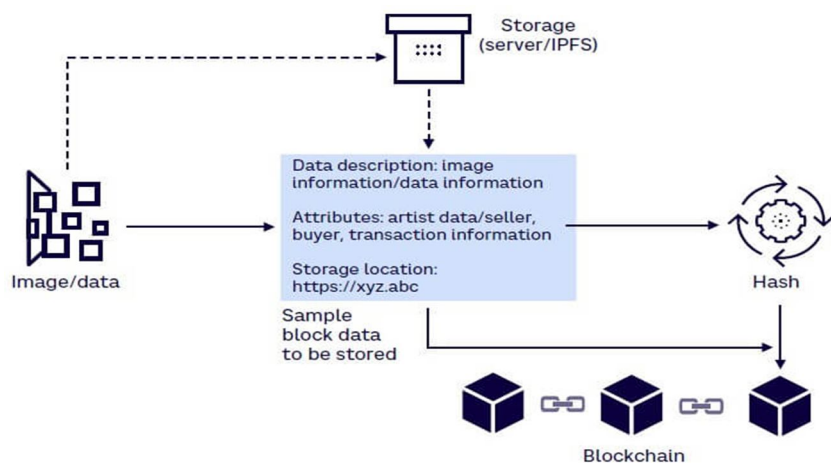 Storage
(server/IPFS)
Data description: image
information/data information
Attributes: artist data/seller,
buyer, transaction information
Storage location:
https://xyz.abc
Image/data
Hash
Sample
block data
to be stored
Blockchain